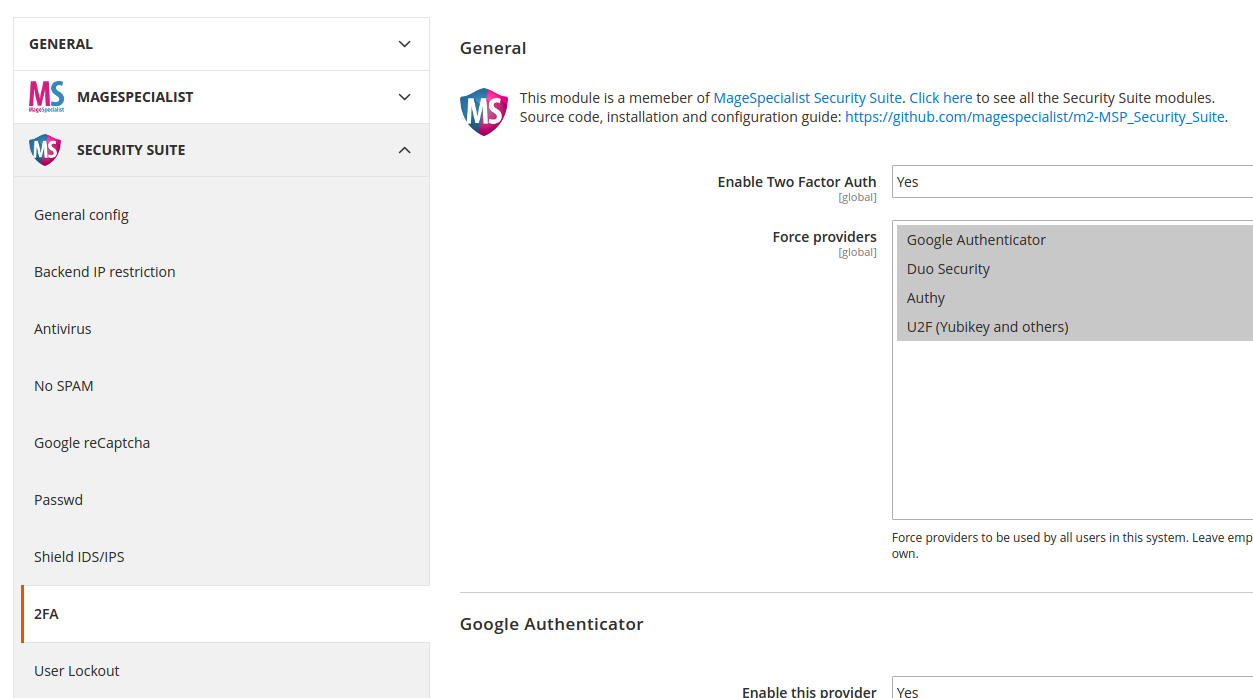 GENERAL
MS
MageSpecialist
MAGESPECIALIST
MS
SECURITY SUITE
General config
Backend IP restriction
Antivirus
No SPAM
Google reCaptcha
Passwd
Shield IDS/IPS
2FA
User Lockout
General
MS
This module is a memeber of MageSpecialist Security Suite. Click here to see all the Security Suite modules.
Source code, installation and configuration guide: https://github.com/magespecialist/m2-MSP_Security_Suite.
Enable Two Factor Auth
[global]
Yes
Force providers
[global]
Google Authenticator
Duo Security
Authy
U2F (Yubikey and others)
Force providers to be used by all users in this system. Leave emp
own.
Google Authenticator
Enable this provider
Yes